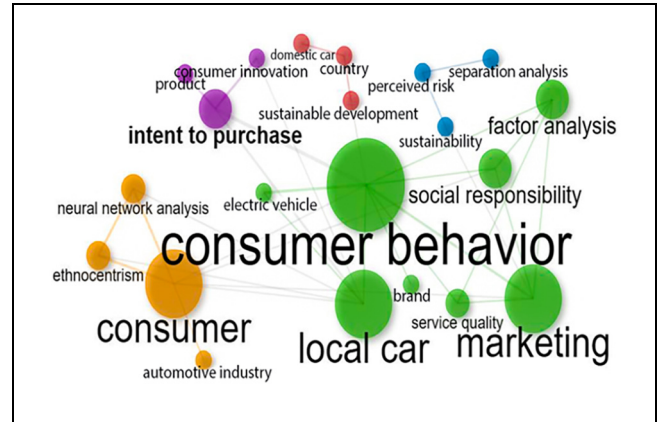 domestic car
consumer innovation
country
separation analysis
product
perceived risk
sustainable development
factor analysis
intent to purchase
sustainability
social responsibility
electric vehicle
neural network analysis
consumer behavior
ethnocentrism
brand
service quality
consumer
local car
marketing
automotive industry